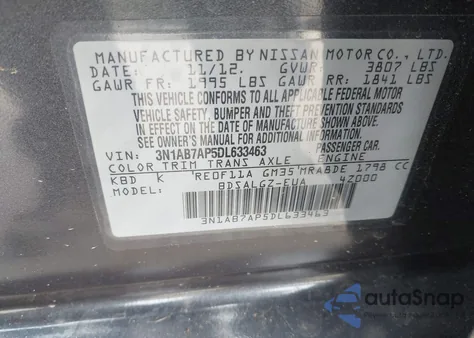 MANUFACTURED BY NISSAN MOTOR CO., LTD.
DATE: 11/12. GVWR: 3807 LBS
GAWR FR: 1995 LBS GAWR RR: 1841 LBS
THIS VEHICLE CONFORMS TO ALL APPLICABLE FEDERAL MOTOR
VEHICLE SAFETY, BUMPER AND THEFT PREVENTION STANDARDS
IN EFFECT ON THE DATE OF MANUFACTURE SHOWN ABOVE.
SEE OWNER'S MANUAL. PASSENGER CAR.
VIN: 3N1AB7AP5DL633463
COLOR TRIM TRANS AXLE ENGINE
KBD K RE0F11A GM35 MRA8DE 1798 CC
MODEL: BDSALGZ-EUA 42000
3N1AB7AP5DL633463
autoSnap